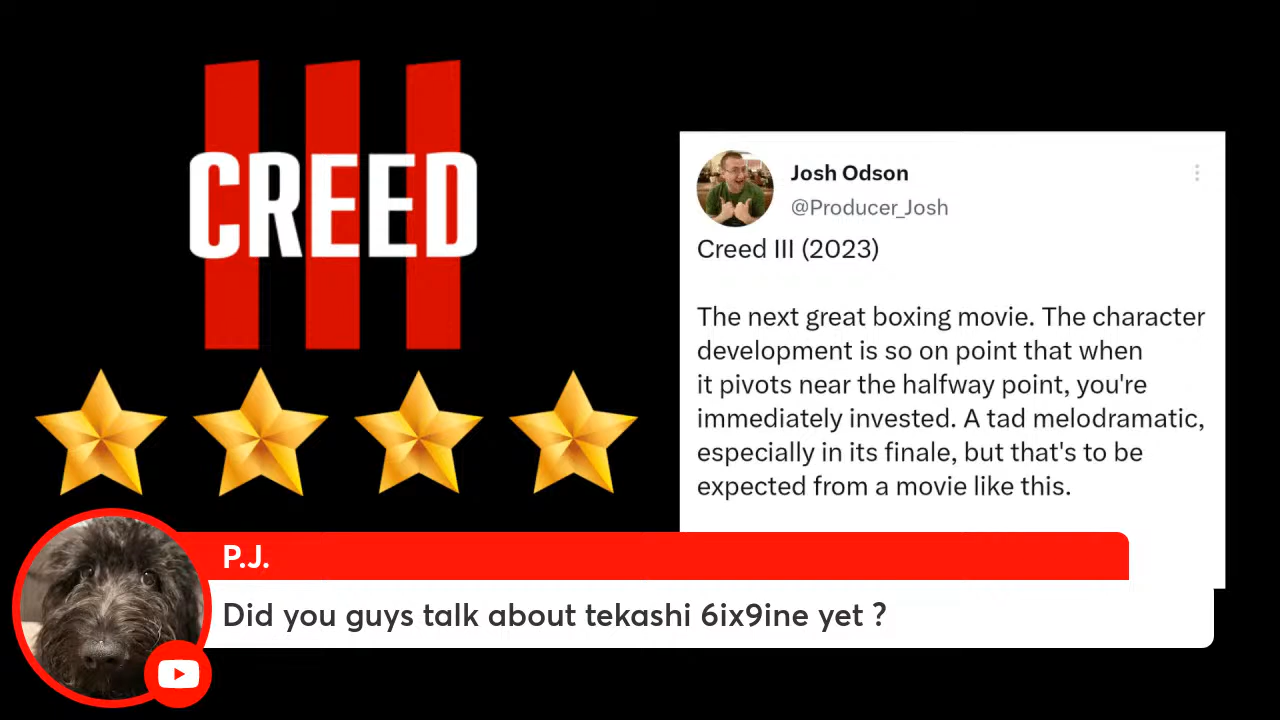 CREED
Josh Odson
@Producer_Josh
Creed III (2023)
The next great boxing movie. The character
development is so on point that when
it pivots near the halfway point, you're
immediately invested. A tad melodramatic,
especially in its finale, but that's to be
expected from a movie like this.
P.J.
Did you guys talk about tekashi 6ix9ine yet ?